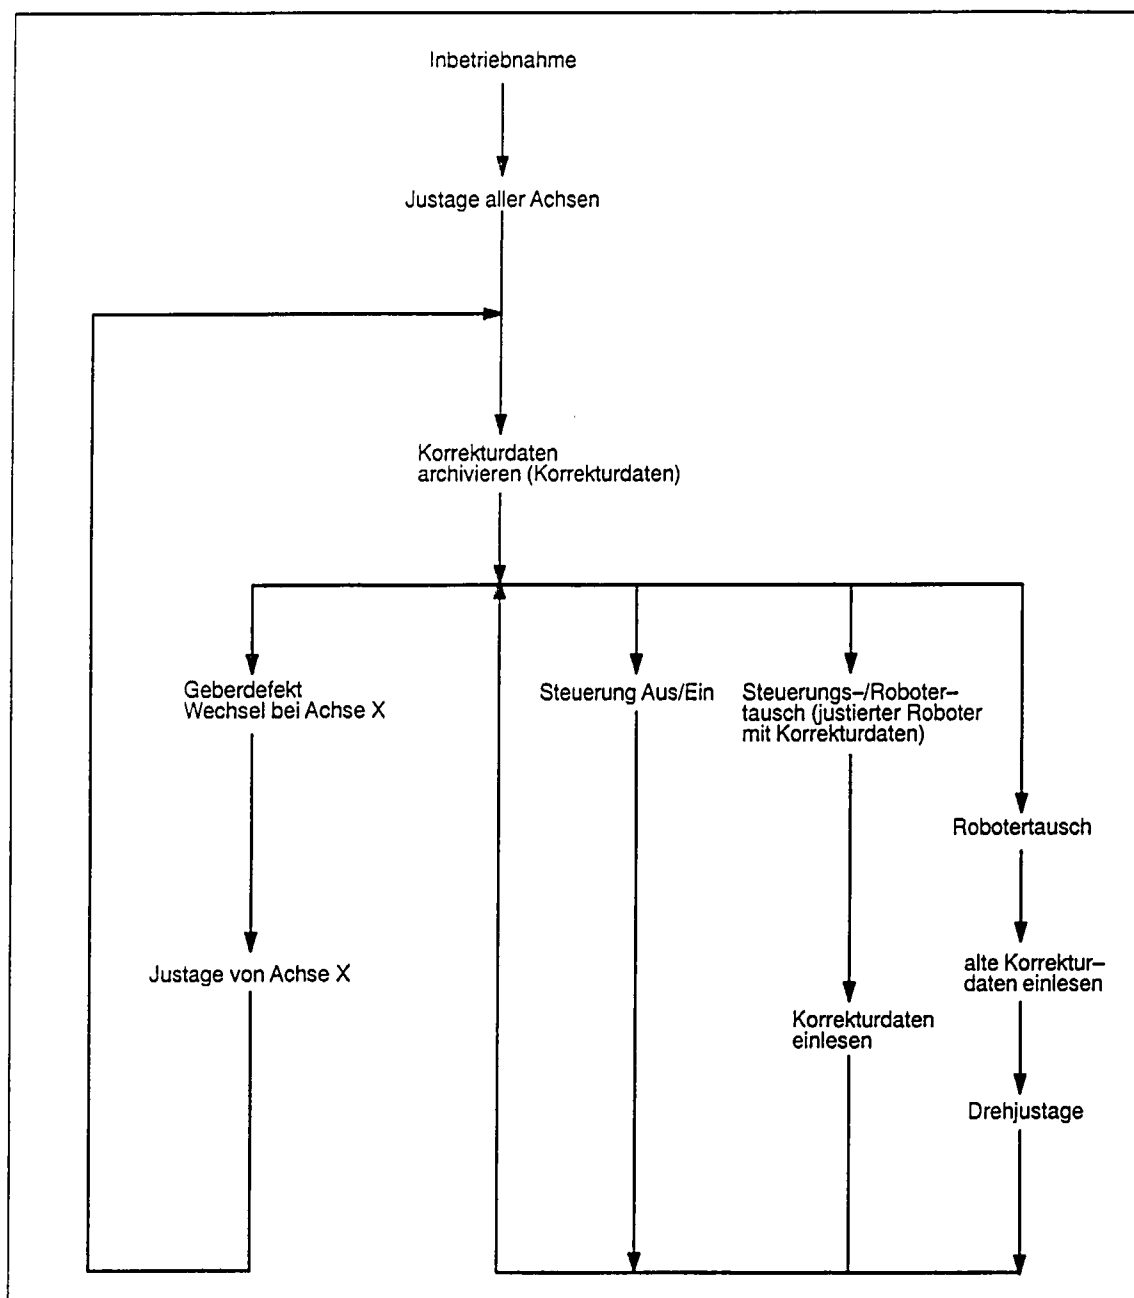 Inbetriebnahme
Justage aller Achsen
Korrekturdaten
archivieren (Korrekturdaten)
Geberdefekt
Wechsel bei Achse X
Steuerung Aus/Ein
Steuerungs–/Roboter–
tausch (justierter Roboter
mit Korrekturdaten)
Robotertausch
Justage von Achse X
alte Korrektur–
daten einlesen
Korrekturdaten
einlesen
Drehjustage